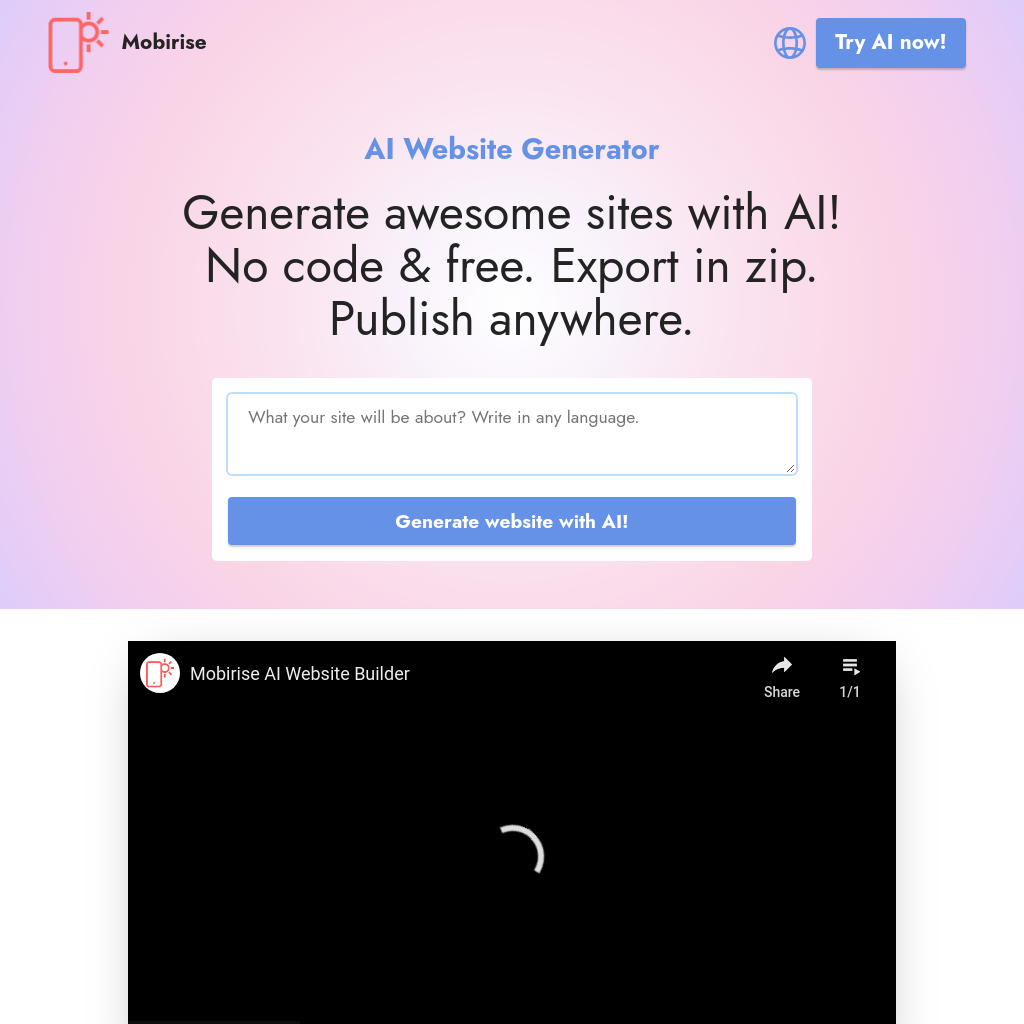 Mobirise
Try AI now!
AI Website Generator
Generate awesome sites with AI!
No code & free. Export in zip.
Publish anywhere.
What your site will be about? Write in any language.
Generate website with AI!
Mobirise AI Website Builder
Share
1/1